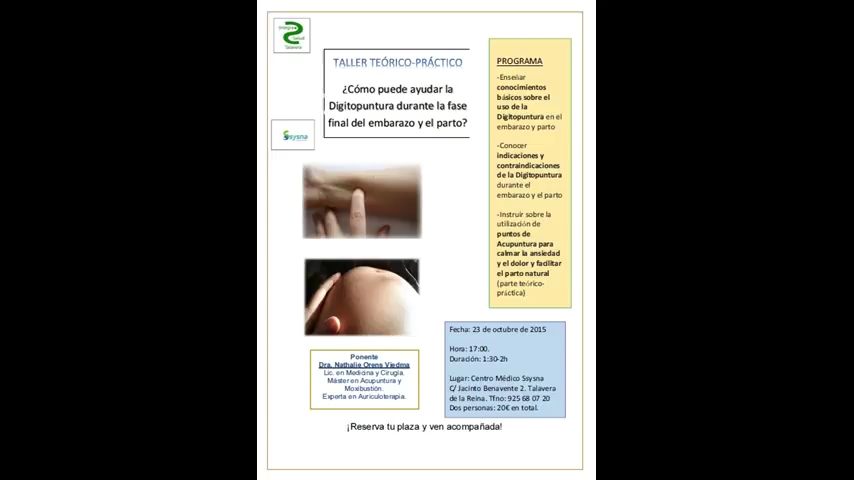 Integra
salud
Talavera
TALLER TEÓRICO-PRÁCTICO
¿Cómo puede ayudar la
Digitopuntura durante la fase
final del embarazo y el parto?
ssysna
PROGRAMA
-Enseñar
conocimientos
básicos sobre el
uso de la
Digitopuntura en el
embarazo y parto
-Conocer
indicaciones y
contraindicaciones
de la Digitopuntura
durante el
embarazo y el parto
-Instruir sobre la
utilización de
puntos de
Acupuntura para
calmar la ansiedad
y el dolor y facilitar
el parto natural
(parte teórico-
práctica)
Ponente
Dra. Nathalie Orens Viedma
Lic. en Medicina y Cirugía.
Máster en Acupuntura y
Moxibustión.
Experta en Auriculoterapia.
Fecha: 23 de octubre de 2015
Hora: 17:00.
Duración: 1:30-2h
Lugar: Centro Médico Ssysna
C/ Jacinto Benavente 2. Talavera
de la Reina. Tfno: 925 68 07 20
Dos personas: 20€ en total.
¡Reserva tu plaza y ven acompañada!